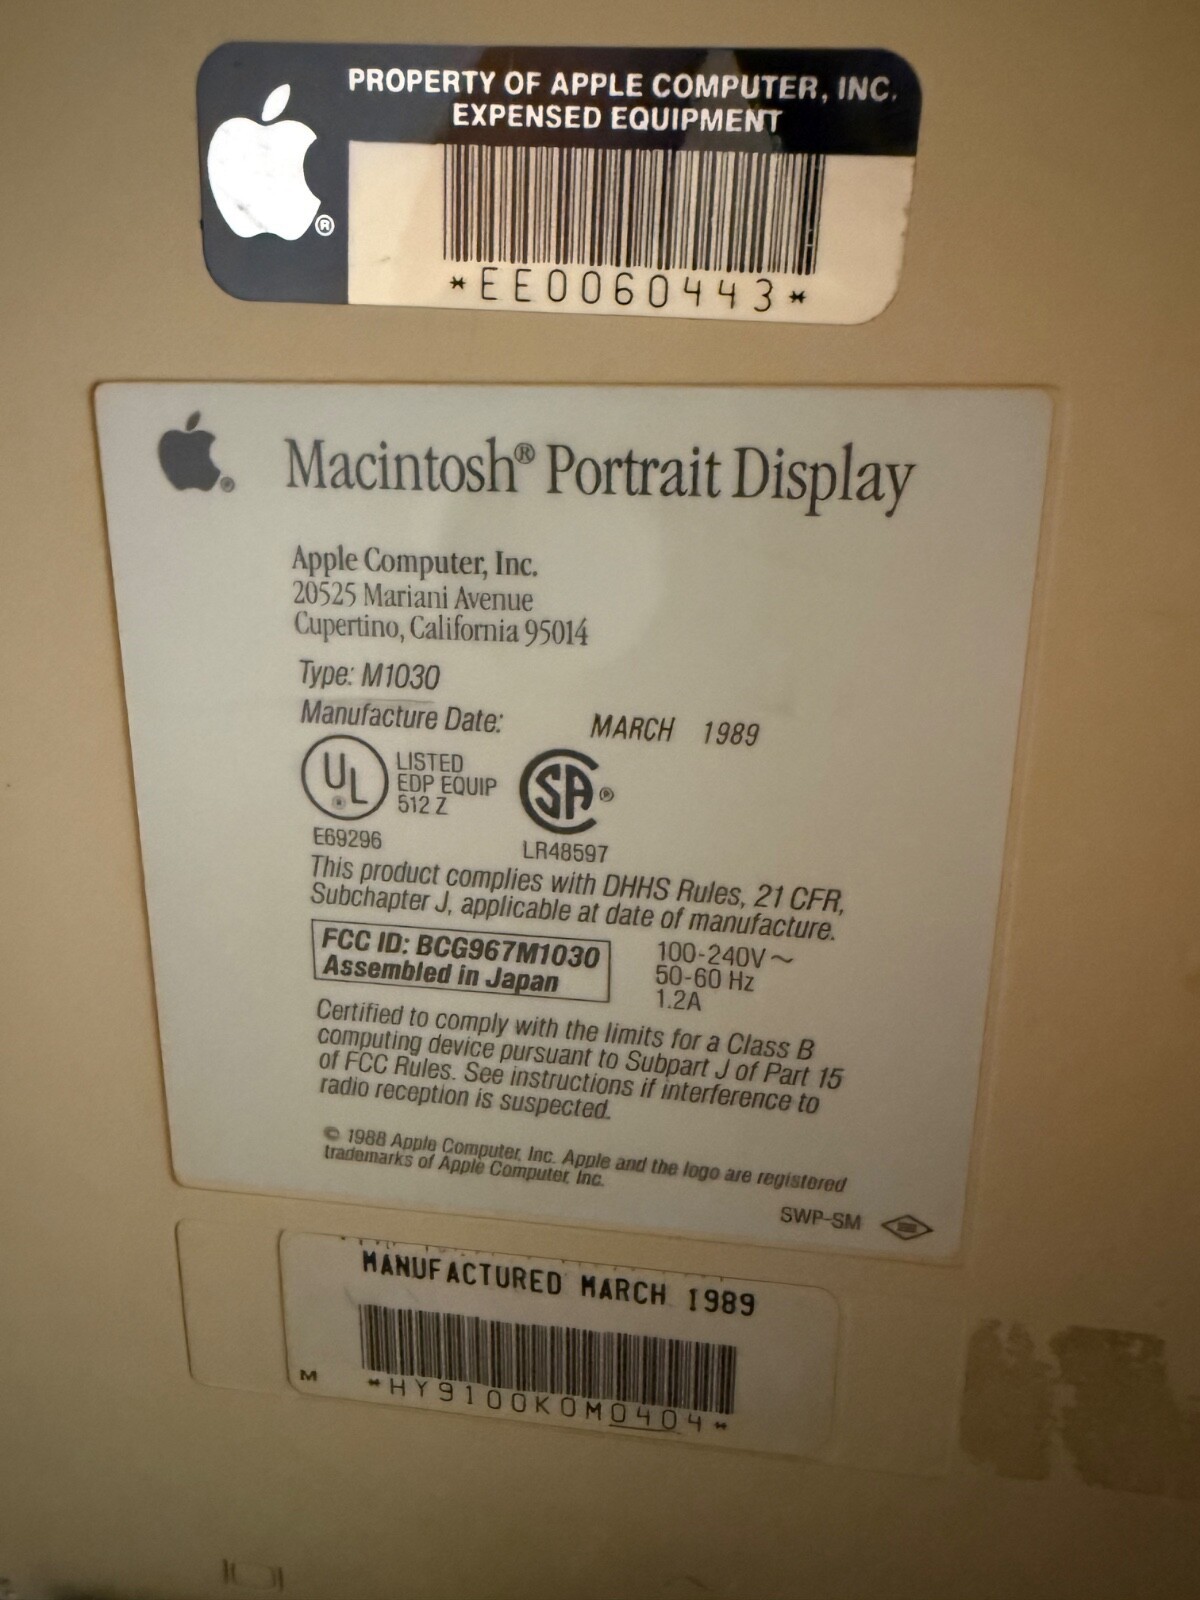 PROPERTY OF APPLE COMPUTER, INC.
EXPENSED EQUIPMENT
®
*EE0060443*
Macintosh® Portrait Display
Apple Computer, Inc.
20525 Mariani Avenue
Cupertino, California 95014
Type: M1030
Manufacture Date: MARCH 1989
UL® LISTED
EDP EQUIP
512 Z
E69296
SA®
LR48597
This product complies with DHHS Rules, 21 CFR,
Subchapter J, applicable at date of manufacture.
FCC ID: BCG967M1030
Assembled in Japan
100-240V~
50-60 Hz
1.2A
Certified to comply with the limits for a Class B
computing device pursuant to Subpart J of Part 15
of FCC Rules. See instructions if interference to
radio reception is suspected.
© 1988 Apple Computer, Inc. Apple and the logo are registered
trademarks of Apple Computer, Inc.
SWP-SM
MANUFACTURED MARCH 1989
M
*HY9100K0M0404*